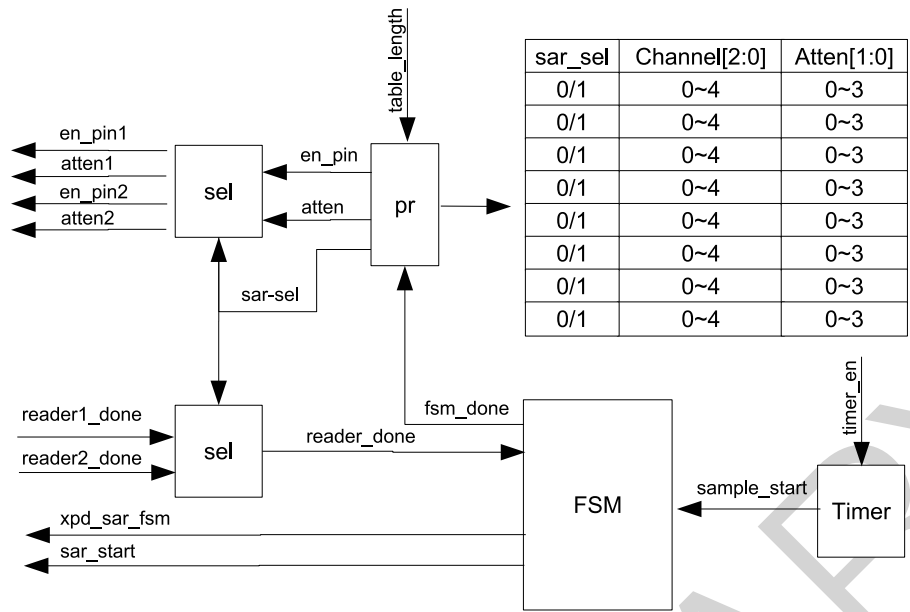 table_length
sar_sel Channel[2:0] Atten[1:0]
0/1 0~4 0~3
0/1 0~4 0~3
0/1 0~4 0~3
0/1 0~4 0~3
0/1 0~4 0~3
0/1 0~4 0~3
0/1 0~4 0~3
0/1 0~4 0~3
en_pin1
atten1
en_pin2
atten2
sel
en_pin
atten
pr
sar-sel
reader1_done
reader2_done
sel
reader_done
fsm_done
xpd_sar_fsm
sar_start
FSM
sample_start
timer_en
Timer